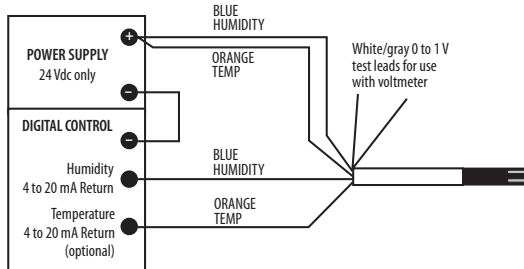 BLUE
HUMIDITY
+
POWER SUPPLY
24 Vdc only
ORANGE
TEMP
White/gray 0 to 1 V
test leads for use
with voltmeter
−
DIGITAL CONTROL
−
Humidity
4 to 20 mA Return
BLUE
HUMIDITY
Temperature
4 to 20 mA Return
(optional)
ORANGE
TEMP